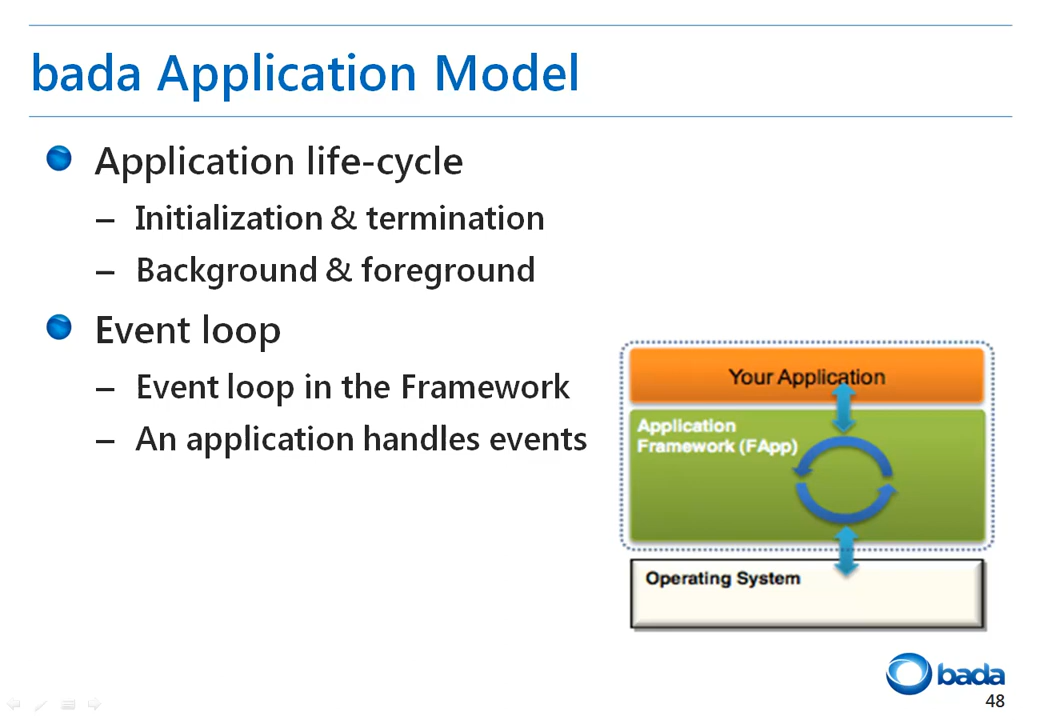 bada Application Model
Application life-cycle
– Initialization & termination
– Background & foreground
Event loop
– Event loop in the Framework
– An application handles events
Your Application
Application
Framework (FApp)
Operating System
bada
48